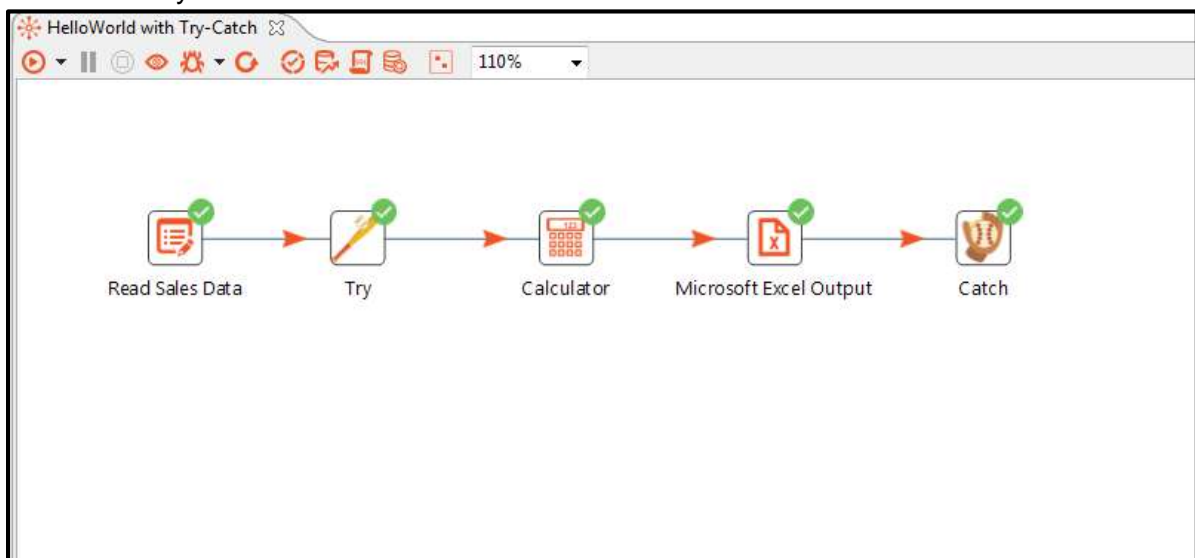 HelloWorld with Try-Catch
110%
Read Sales Data
Try
Calculator
Microsoft Excel Output
Catch